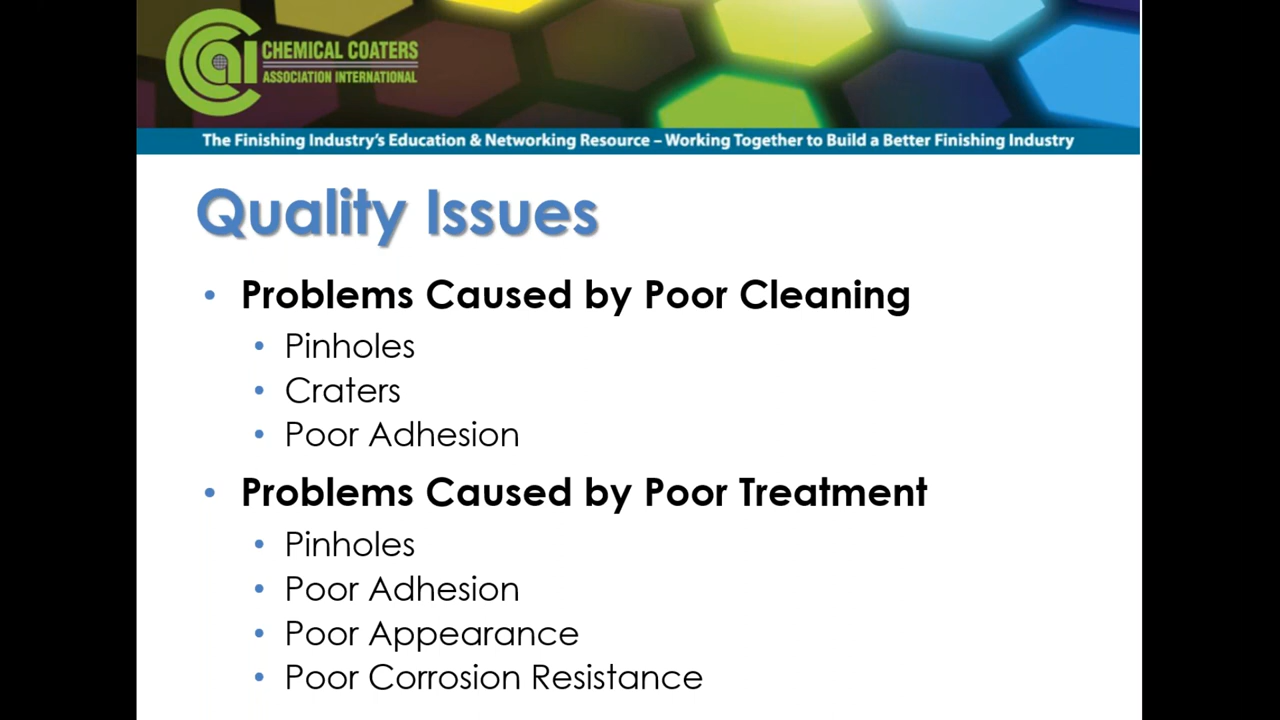 CCAI
CHEMICAL COATERS
ASSOCIATION INTERNATIONAL
The Finishing Industry's Education & Networking Resource – Working Together to Build a Better Finishing Industry
Quality Issues
• Problems Caused by Poor Cleaning
• Pinholes
• Craters
• Poor Adhesion
• Problems Caused by Poor Treatment
• Pinholes
• Poor Adhesion
• Poor Appearance
• Poor Corrosion Resistance